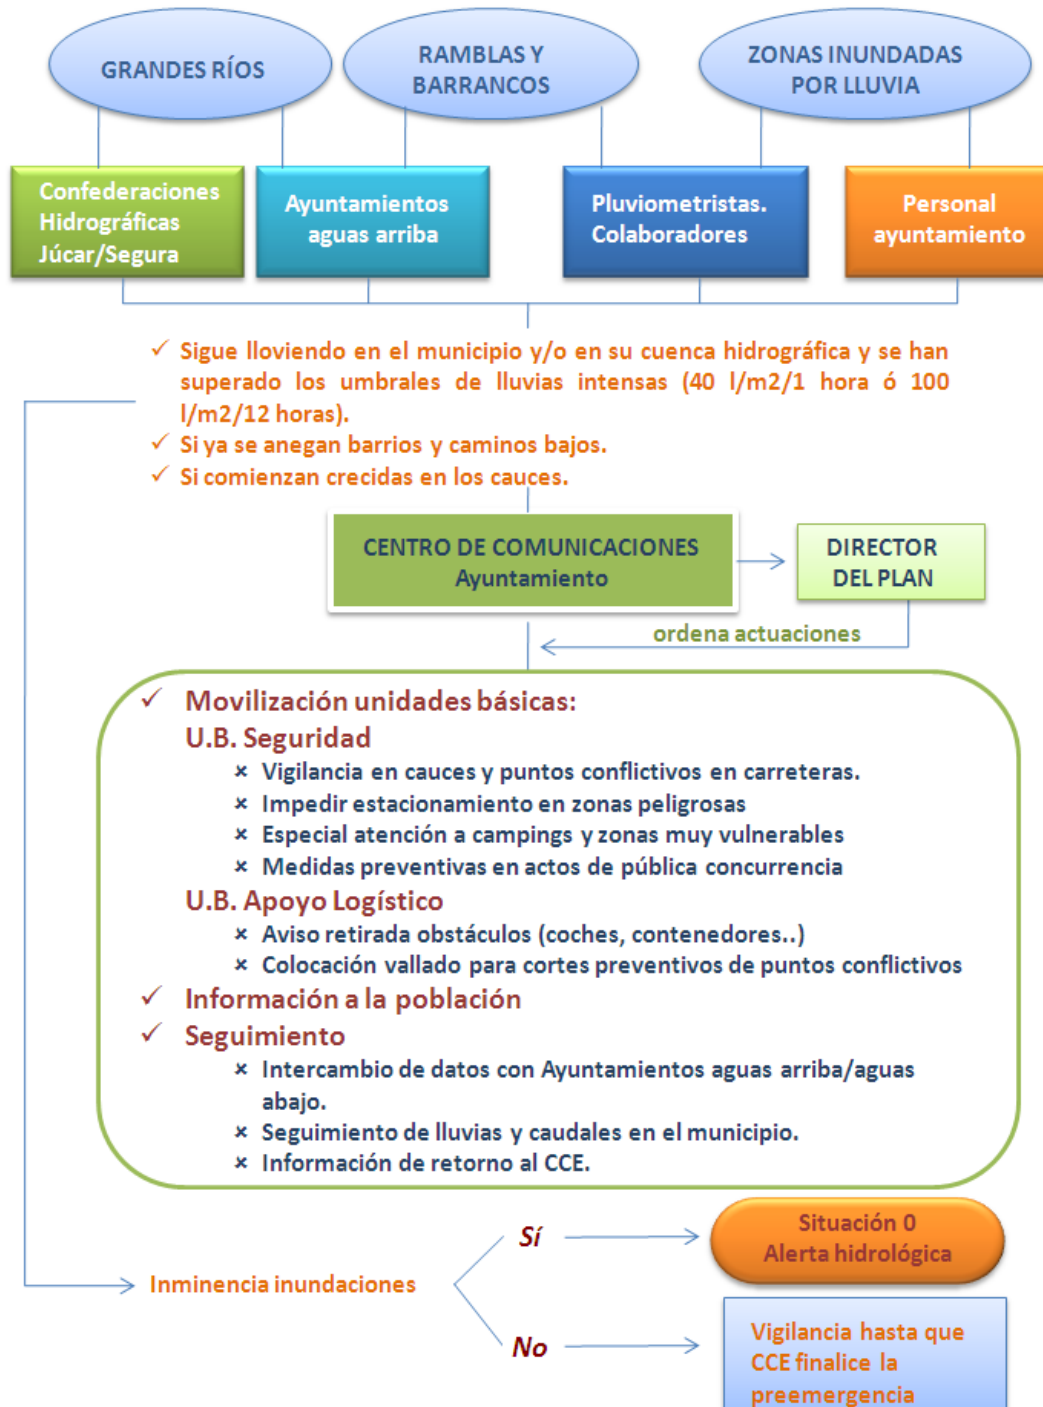 GRANDES RÍOS
RAMBLAS Y
BARRANCOS
ZONAS INUNDADAS
POR LLUVIA
Confederaciones
Hidrográficas
Júcar/Segura
Ayuntamientos
aguas arriba
Pluviometristas.
Colaboradores
Personal
ayuntamiento
✓ Sigue lloviendo en el municipio y/o en su cuenca hidrográfica y se han
superado los umbrales de lluvias intensas (40 l/m2/1 hora ó 100
l/m2/12 horas).
✓ Si ya se anegan barrios y caminos bajos.
✓ Si comienzan crecidas en los cauces.
CENTRO DE COMUNICACIONES
Ayuntamiento
DIRECTOR
DEL PLAN
ordena actuaciones
✓ Movilización unidades básicas:
U.B. Seguridad
× Vigilancia en cauces y puntos conflictivos en carreteras.
× Impedir estacionamiento en zonas peligrosas
× Especial atención a campings y zonas muy vulnerables
× Medidas preventivas en actos de pública concurrencia
U.B. Apoyo Logístico
× Aviso retirada obstáculos (coches, contenedores..)
× Colocación vallado para cortes preventivos de puntos conflictivos
✓ Información a la población
✓ Seguimiento
× Intercambio de datos con Ayuntamientos aguas arriba/aguas
abajo.
× Seguimiento de lluvias y caudales en el municipio.
× Información de retorno al CCE.
Inminencia inundaciones
Sí
Situación 0
Alerta hidrológica
No
Vigilancia hasta que
CCE finalice la
preemergencia